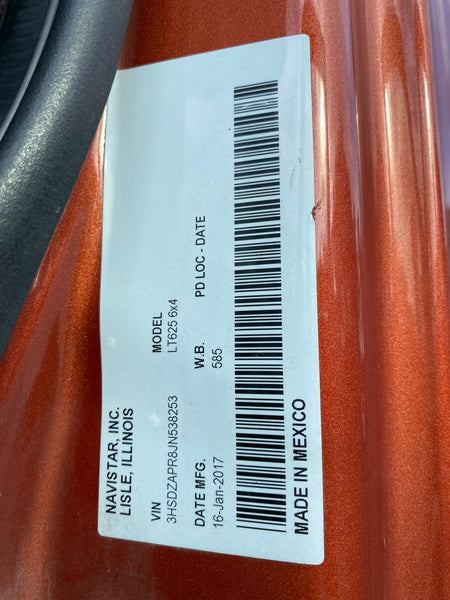 NAVISTAR, INC.
LISLE, ILLINOIS
VIN MODEL
3HSDZAPR8JN538253 LT625 6x4
DATE MFG. W.B. PD LOC - DATE
16-Jan-2017 585
MADE IN MEXICO